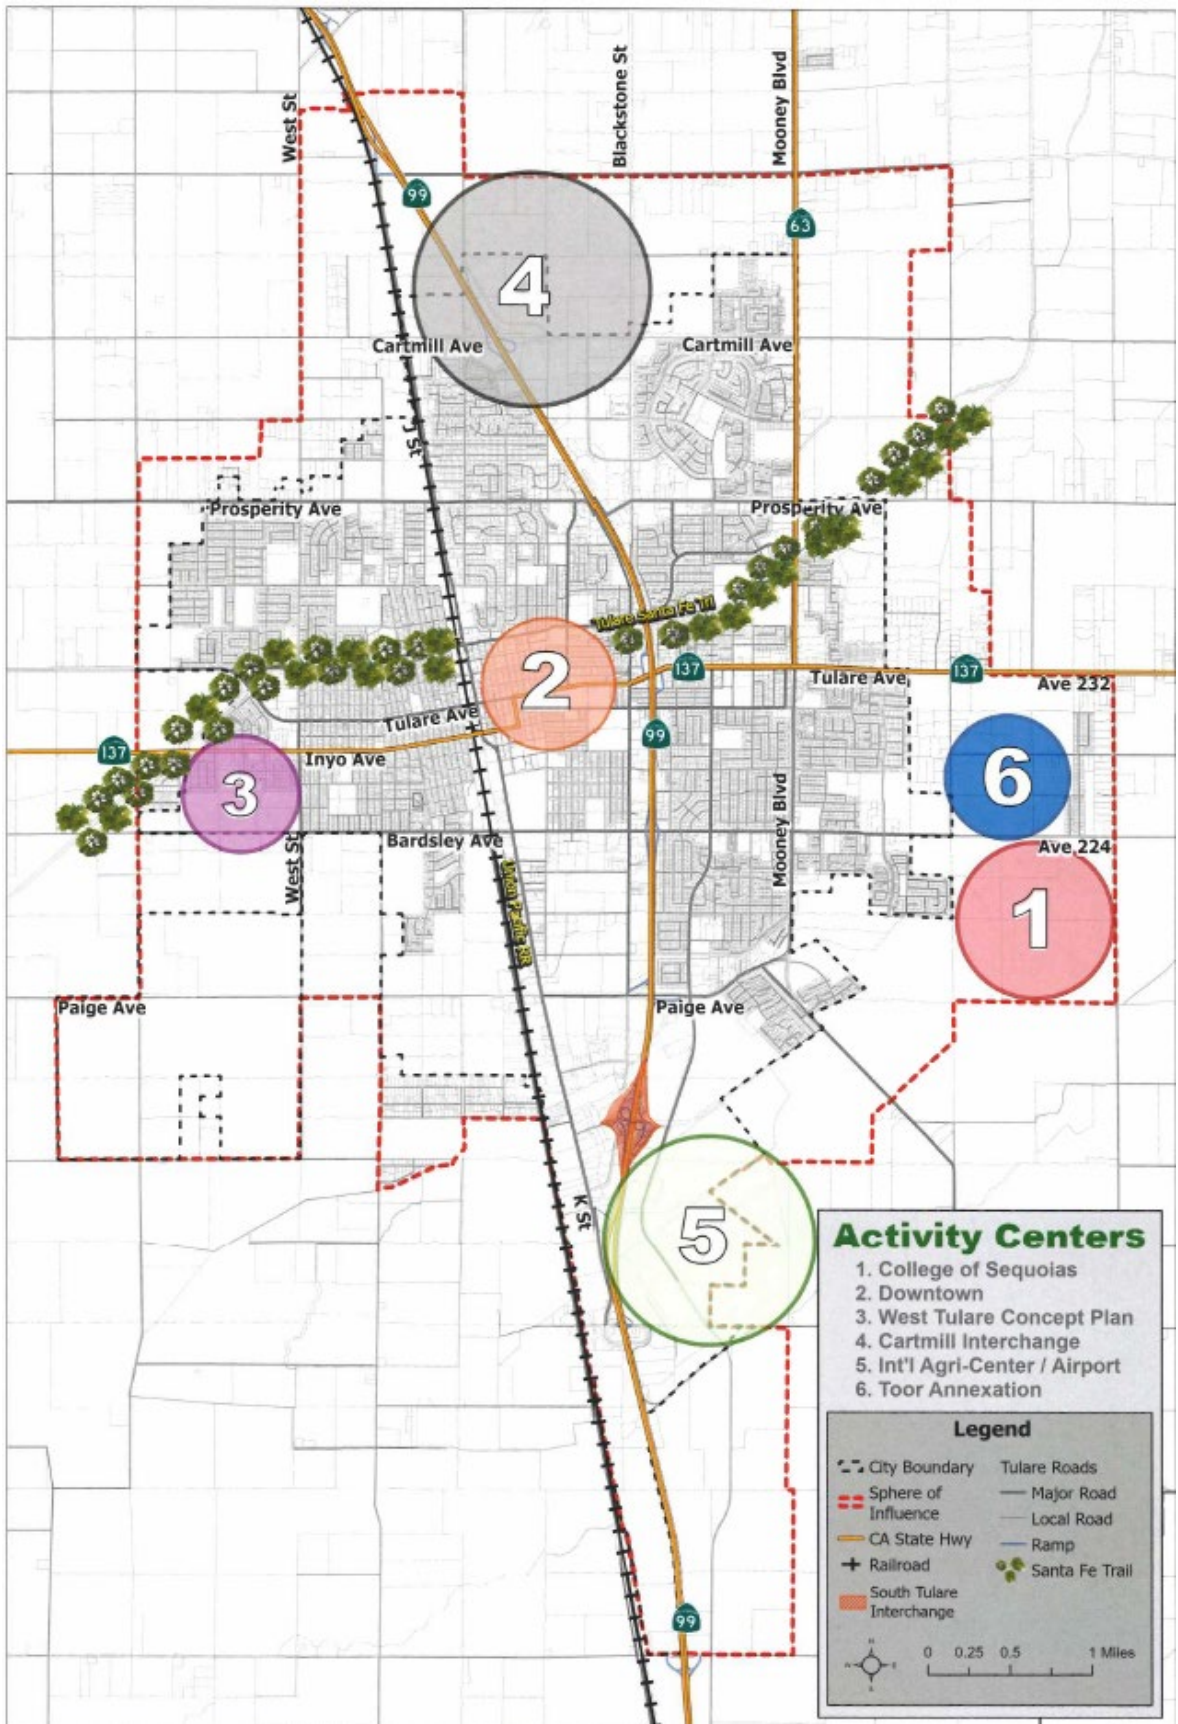 West St
Blackstone St
Mooney Blvd
99
63
4
Cartmill Ave
Cartmill Ave
J St
Prosperity Ave
Prosperity Ave
Tulare Santa Fe Trl
2
137
137
Tulare Ave
Ave 232
Tulare Ave
99
137
Inyo Ave
3
6
Mooney Blvd
West St
Bardsley Ave
Ave 224
Union Pacific RR
1
Paige Ave
Paige Ave
K St
5
Activity Centers
1. College of Sequoias
2. Downtown
3. West Tulare Concept Plan
4. Cartmill Interchange
5. Int'l Agri-Center / Airport
6. Toor Annexation
Legend
City Boundary
Sphere of
Influence
CA State Hwy
Railroad
South Tulare
Interchange
Tulare Roads
Major Road
Local Road
Ramp
Santa Fe Trail
N
W E
S
0 0.25 0.5 1 Miles
99